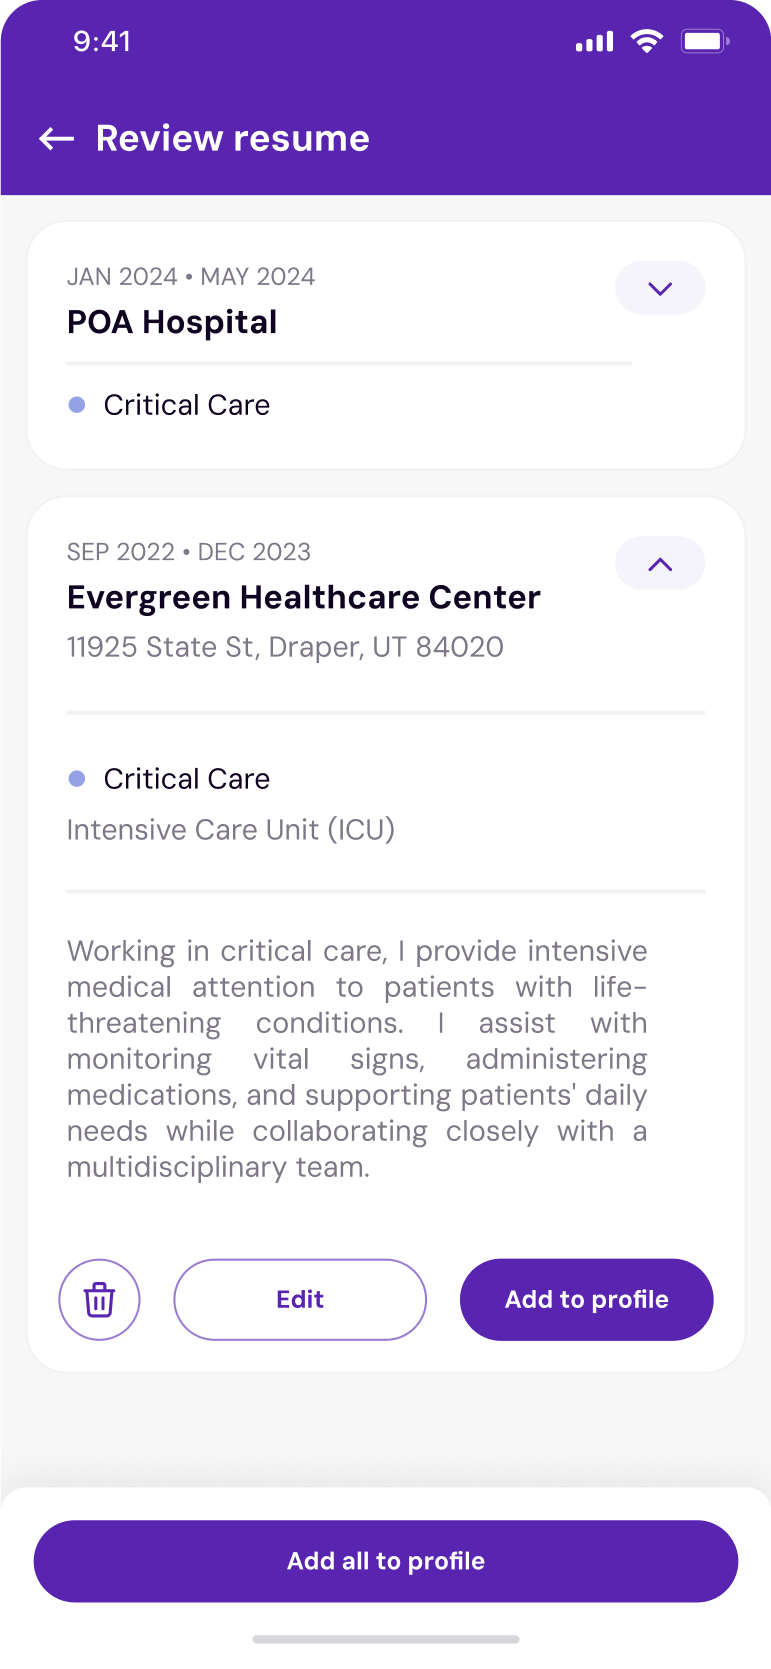 9:41
Review resume
JAN 2024 • MAY 2024
POA Hospital
Critical Care
SEP 2022 • DEC 2023
Evergreen Healthcare Center
11925 State St, Draper, UT 84020
Critical Care
Intensive Care Unit (ICU)
Working in critical care, I provide intensive
medical attention to patients with life-
threatening conditions. I assist with
monitoring vital signs, administering
medications, and supporting patients' daily
needs while collaborating closely with a
multidisciplinary team.
Edit
Add to profile
Add all to profile